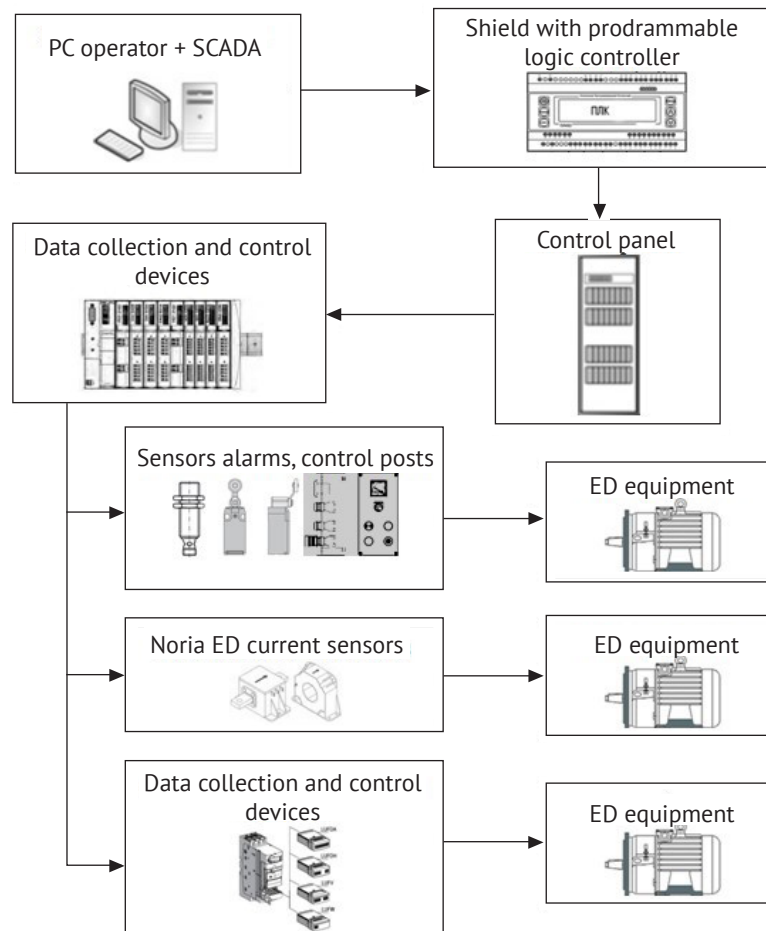 PC operator + SCADA
Shield with prodrammable
logic controller
ПЛК
Data collection and control
devices
Control panel
Sensors alarms, control posts
ED equipment
Noria ED current sensors
ED equipment
Data collection and control
devices
ED equipment